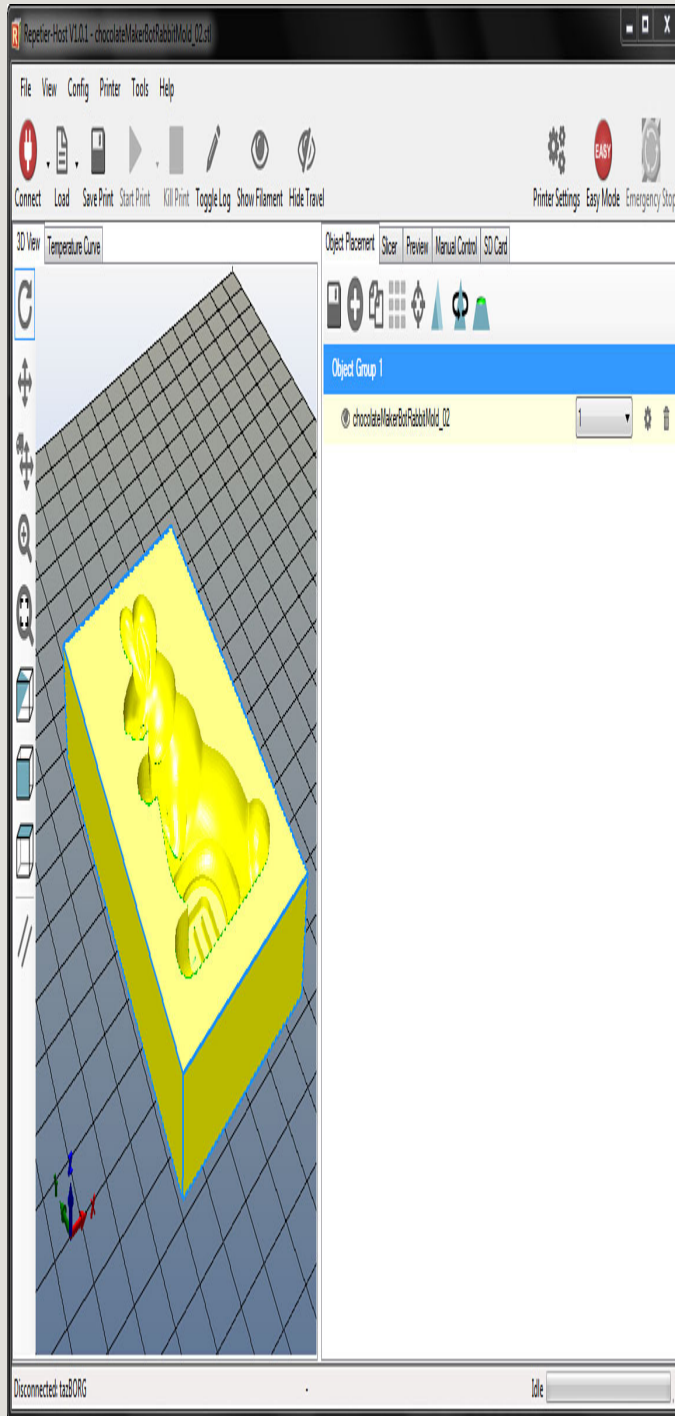 Repetier-Host V1.0.1 - chocolateMakerBotRabbitMold_02.stl
File View Config Printer Tools Help
Connect Load Save Print Start Print Kill Print Toggle Log Show Filament Hide Travel Printer Settings Easy Mode Emergency Stop
EASY
3D View Temperature Curve
Object Placement Slicer Preview Manual Control SD Card
Object Group 1
chocolateMakerBotRabbitMold_02 1
Y Z X
Disconnected: tazBORG - Idle